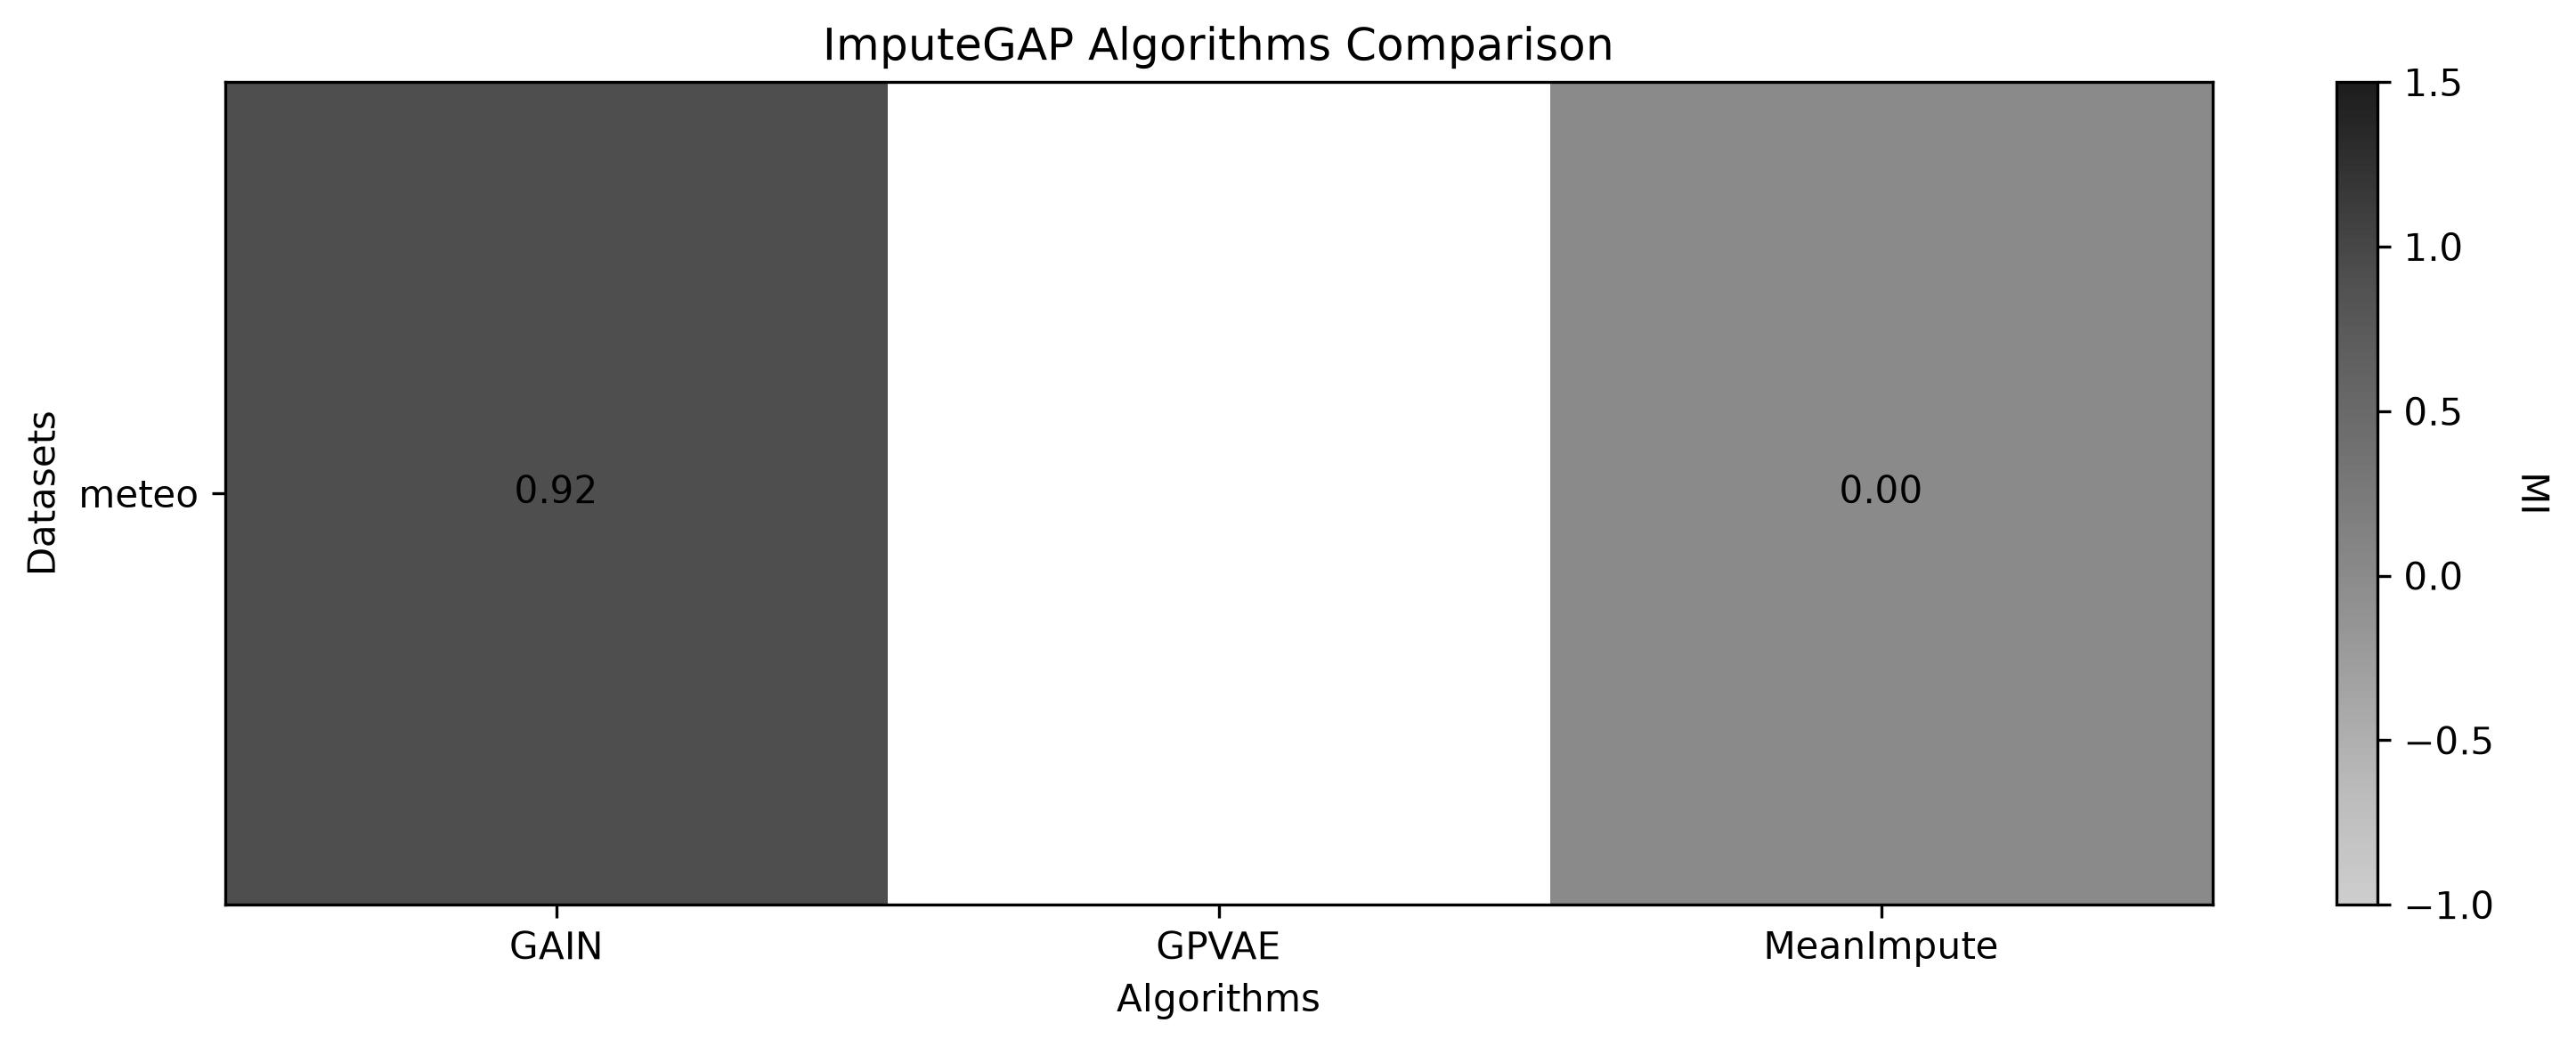 ImputeGAP Algorithms Comparison
Datasets
meteo
0.92
0.00
GAIN
GPVAE
MeanImpute
Algorithms
1.5
1.0
0.5
0.0
−0.5
−1.0
MI